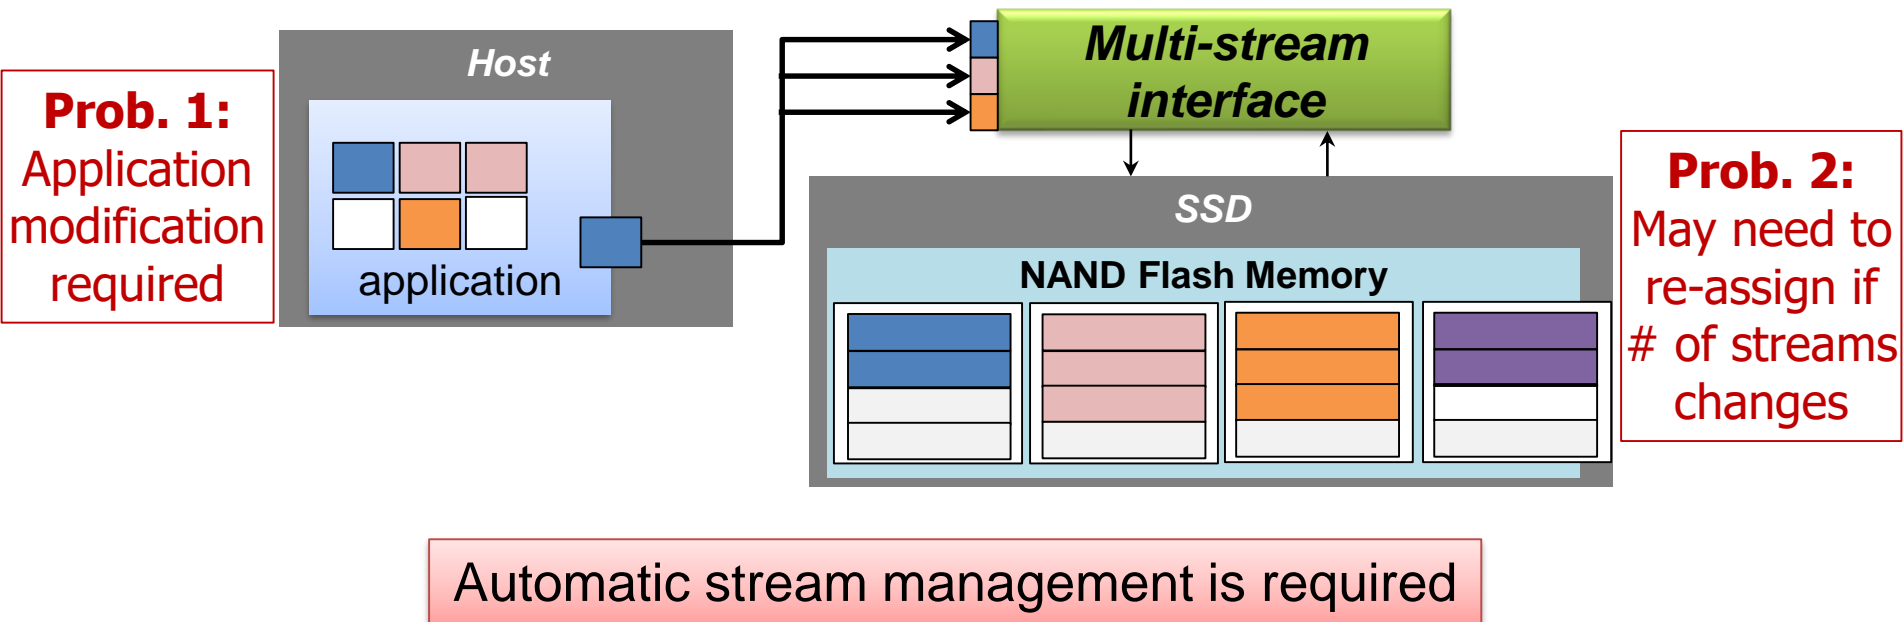 Prob. 1:
Application
modification
required
Host
application
Multi-stream
interface
SSD
NAND Flash Memory
Prob. 2:
May need to
re-assign if
# of streams
changes
Automatic stream management is required